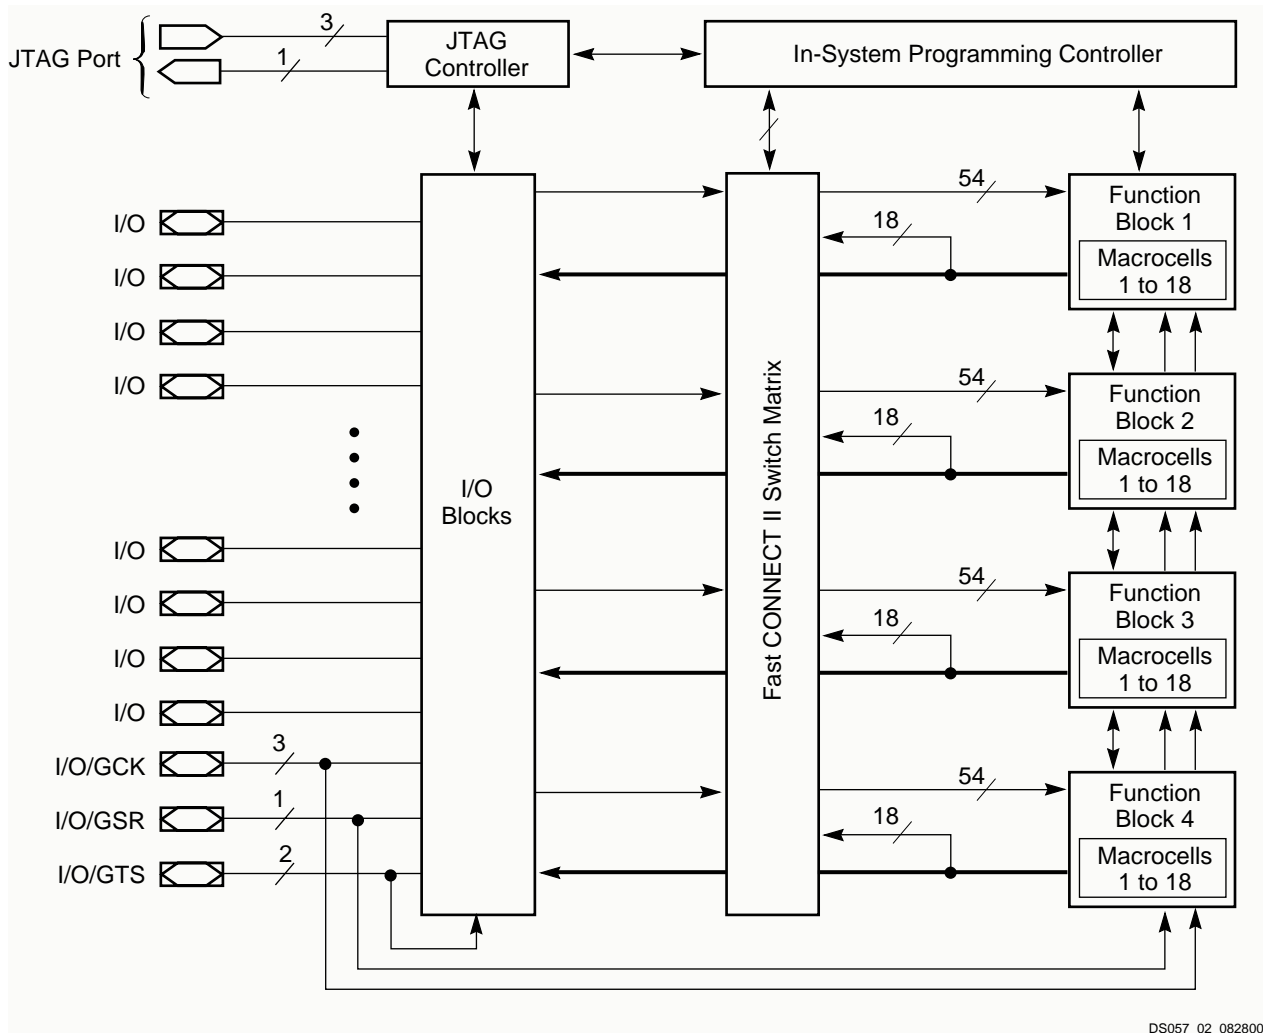 JTAG Port
3
1
JTAG
Controller
In-System Programming Controller
I/O
I/O
I/O
I/O
I/O
I/O
I/O
I/O
I/O/GCK
3
I/O/GSR
1
I/O/GTS
2
I/O
Blocks
Fast CONNECT II Switch Matrix
54
18
Function
Block 1
Macrocells
1 to 18
54
18
Function
Block 2
Macrocells
1 to 18
54
18
Function
Block 3
Macrocells
1 to 18
54
18
Function
Block 4
Macrocells
1 to 18
DS057_02_082800